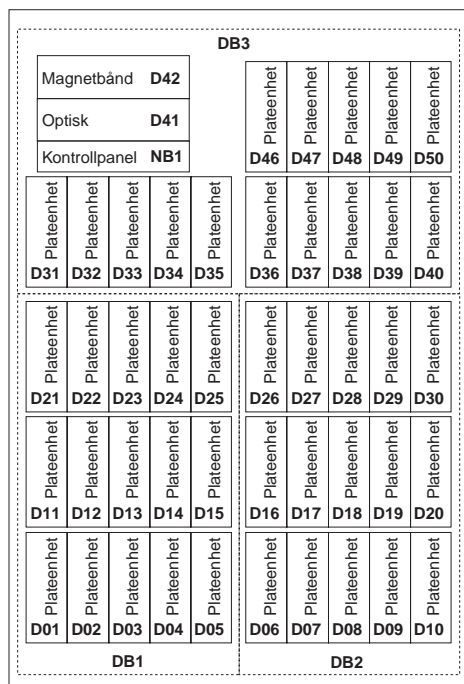 DB3
Magnetbånd D42
Optisk D41
Kontrollpanel NB1
Plateenhet Plateenhet Plateenhet Plateenhet Plateenhet
D46 D47 D48 D49 D50
Plateenhet Plateenhet Plateenhet Plateenhet Plateenhet Plateenhet Plateenhet Plateenhet Plateenhet Plateenhet
D31 D32 D33 D34 D35 D36 D37 D38 D39 D40
Plateenhet Plateenhet Plateenhet Plateenhet Plateenhet Plateenhet Plateenhet Plateenhet Plateenhet Plateenhet
D21 D22 D23 D24 D25 D26 D27 D28 D29 D30
Plateenhet Plateenhet Plateenhet Plateenhet Plateenhet Plateenhet Plateenhet Plateenhet Plateenhet Plateenhet
D11 D12 D13 D14 D15 D16 D17 D18 D19 D20
Plateenhet Plateenhet Plateenhet Plateenhet Plateenhet Plateenhet Plateenhet Plateenhet Plateenhet Plateenhet
D01 D02 D03 D04 D05 D06 D07 D08 D09 D10
DB1 DB2